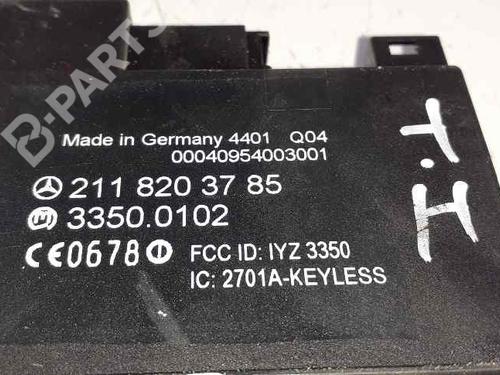 Made in Germany 4401 Q04
00040954003001
211 820 37 85
3350.0102
CE0678
FCC ID: IYZ 3350
IC: 2701A-KEYLESS
T.H
B-PARTS